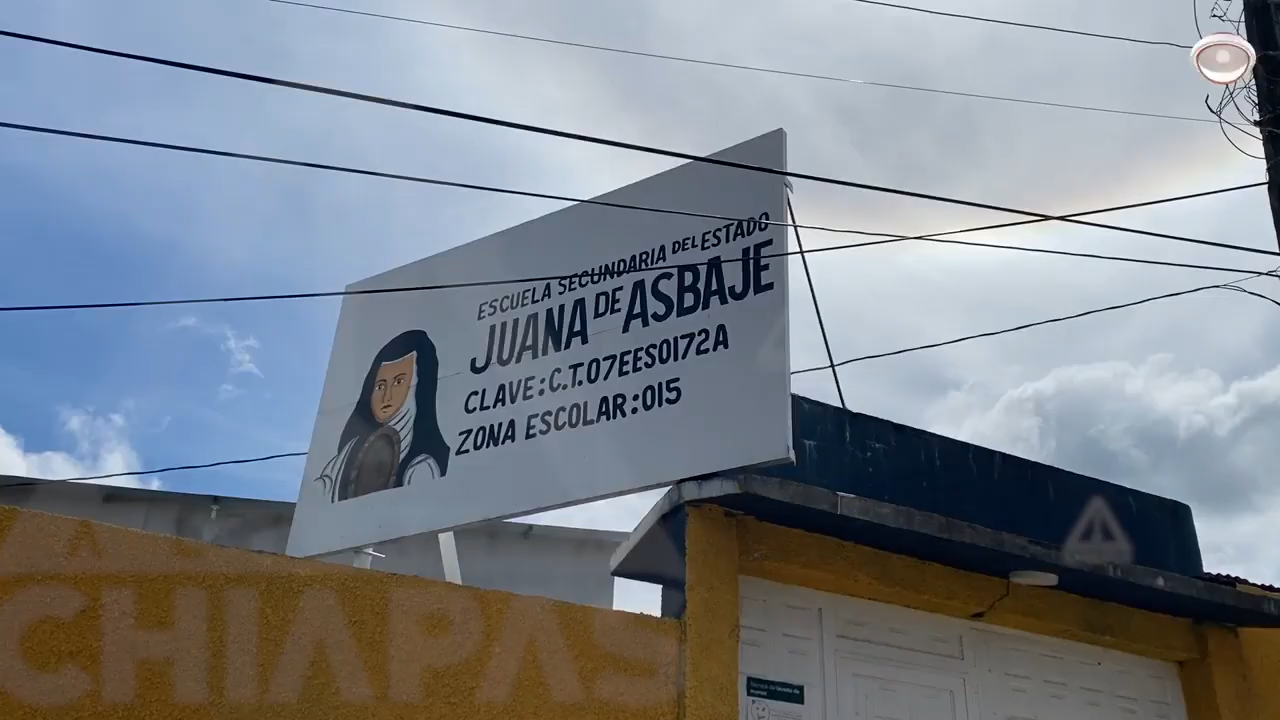 ESCUELA SECUNDARIA DEL ESTADO
JUANA DE ASBAJE
CLAVE:C.T.07EES0172A
ZONA ESCOLAR:015
CHIAPAS